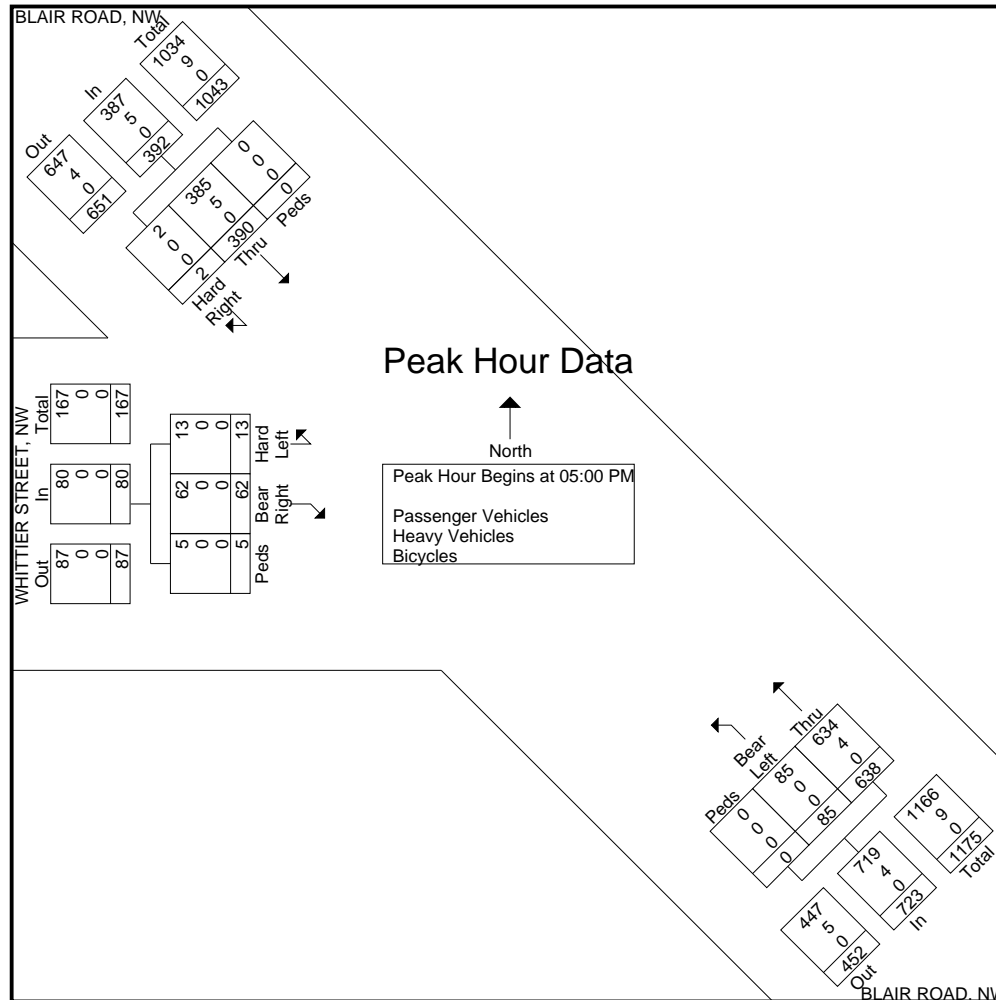 BLAIR ROAD, NW
Out
647
4
0
651
In
387
5
0
392
Total
1034
9
0
1043
2
0
0
2
Hard
Right
385
5
0
390
Thru
0
0
0
0
Peds
Peak Hour Data
North
Peak Hour Begins at 05:00 PM
Passenger Vehicles
Heavy Vehicles
Bicycles
WHITTIER STREET, NW
Total
167
0
0
167
In
80
0
0
80
Out
87
0
0
87
13
0
0
13
Hard
Left
62
0
0
62
Bear
Right
5
0
0
5
Peds
Peds
0
0
0
0
Bear
Left
85
0
0
85
Thru
634
4
0
638
447
5
0
452
Out
719
4
0
723
In
1166
9
0
1175
Total
BLAIR ROAD, NW